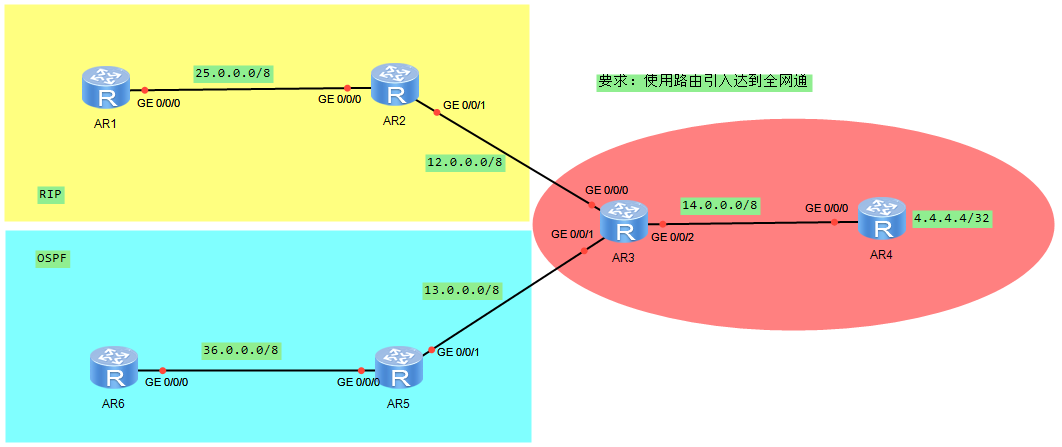 25.0.0.0/8
GE 0/0/0
GE 0/0/0
R
R
AR1
AR2
GE 0/0/1
要求：使用路由引入达到全网通
12.0.0.0/8
RIP
GE 0/0/0
14.0.0.0/8
GE 0/0/0
4.4.4.4/32
R
R
GE 0/0/1
GE 0/0/2
AR3
AR4
OSPF
13.0.0.0/8
36.0.0.0/8
GE 0/0/1
R
R
GE 0/0/0
GE 0/0/0
AR6
AR5